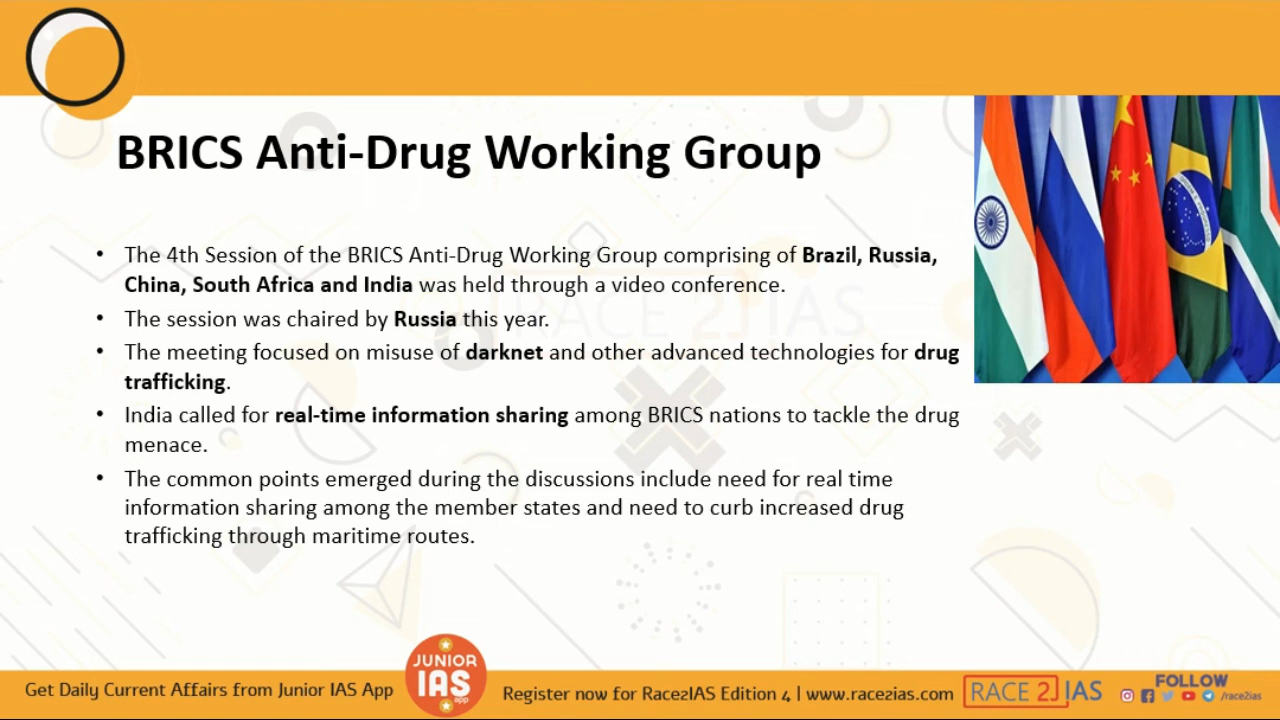 BRICS Anti-Drug Working Group
• The 4th Session of the BRICS Anti-Drug Working Group comprising of Brazil, Russia,
China, South Africa and India was held through a video conference.
• The session was chaired by Russia this year.
• The meeting focused on misuse of darknet and other advanced technologies for drug
trafficking.
• India called for real-time information sharing among BRICS nations to tackle the drug
menace.
• The common points emerged during the discussions include need for real time
information sharing among the member states and need to curb increased drug
trafficking through maritime routes.
RACE 2 IAS
Get Daily Current Affairs from Junior IAS App
JUNIOR
IAS
app
Register now for Race2IAS Edition 4 | www.race2ias.com
RACE 2 IAS
FOLLOW
/race2ias